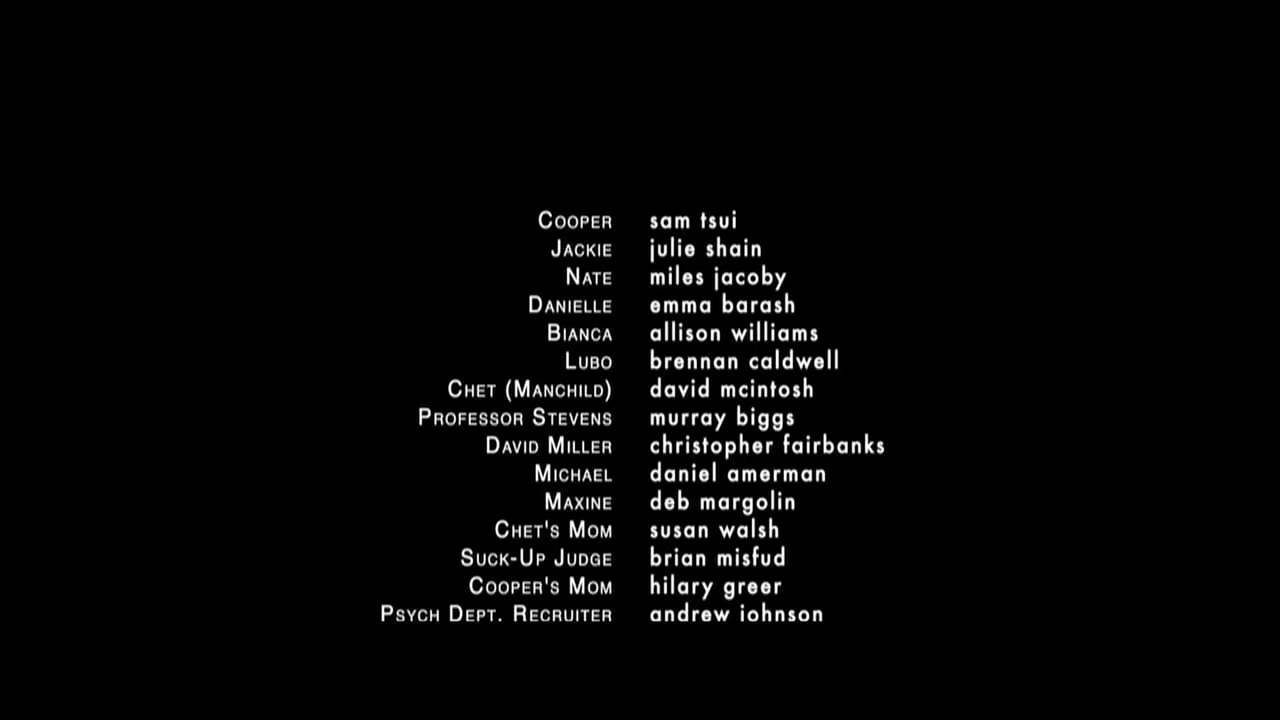 COOPER sam tsui
JACKIE julie shain
NATE miles jacoby
DANIELLE emma barash
BIANCA allison williams
LUBO brennan caldwell
CHET (MANCHILD) david mcintosh
PROFESSOR STEVENS murray biggs
DAVID MILLER christopher fairbanks
MICHAEL daniel amerman
MAXINE deb margolin
CHET'S MOM susan walsh
SUCK-UP JUDGE brian misfud
COOPER'S MOM hilary greer
PSYCH DEPT. RECRUITER andrew johnson